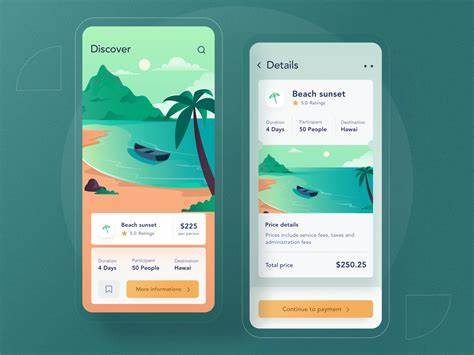 Discover
Beach sunset
5.0 Ratings
$225
per person
Duration
4 Days
Participant
50 People
Destination
Hawai
More informations
Details
Beach sunset
5.0 Ratings
Duration
4 Days
Participant
50 People
Destination
Hawai
Price details
Prices include service fees, taxes and
administration fees
Total price
$250.25
Continue to payment